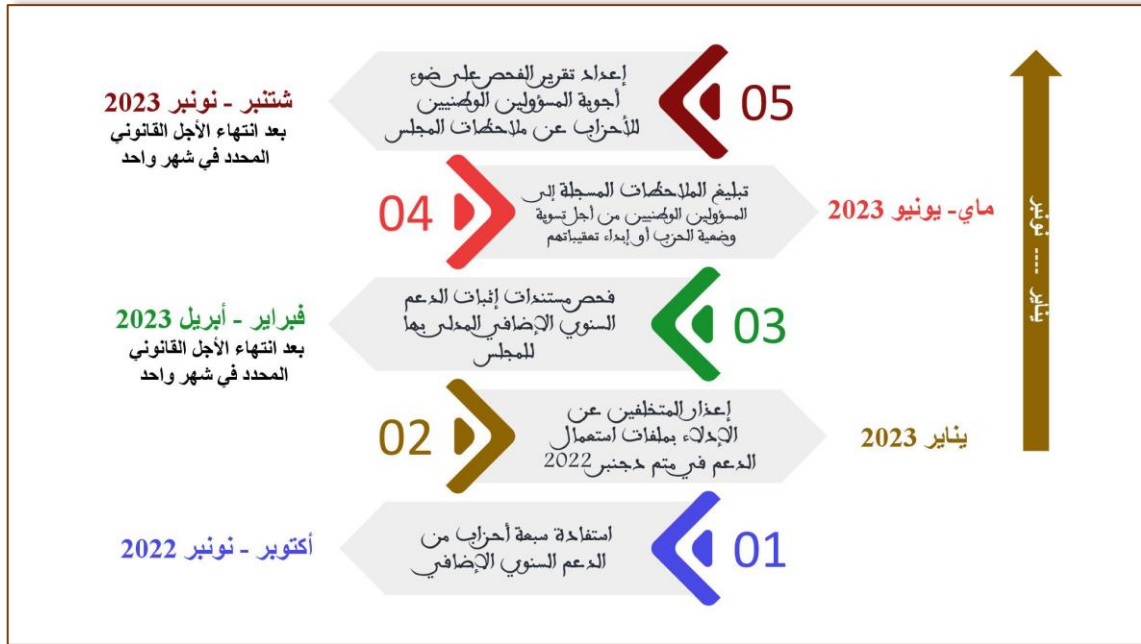 إعداد تقرير الفحص على ضوء
أجوبة المسؤولين الوطنيين
للأحزاب عن ملاحظات المجلس
05
شتنبر - نونبر 2023
بعد انتهاء الأجل القانوني
المحدد في شهر واحد
04
تبليغ الملاحظات المسجلة إلى
المسؤولين الوطنيين من أجل تسوية
وضعية الحزب أو إبداء تعقيباتهم
ماي- يونيو 2023
يناير ---- نونبر
03
فحص مستندات إثبات الدعم
السنوي الإضافي المدلى بها
للمجلس
فبراير - أبريل 2023
بعد انتهاء الأجل القانوني
المحدد في شهر واحد
02
إعذار المتخلفين عن
الإدلاء بملفات استعمال
الدعم في متم دجنبر 2022
يناير 2023
01
استفادة سبعة أحزاب من
الدعم السنوي الإضافي
أكتوبر - نونبر 2022